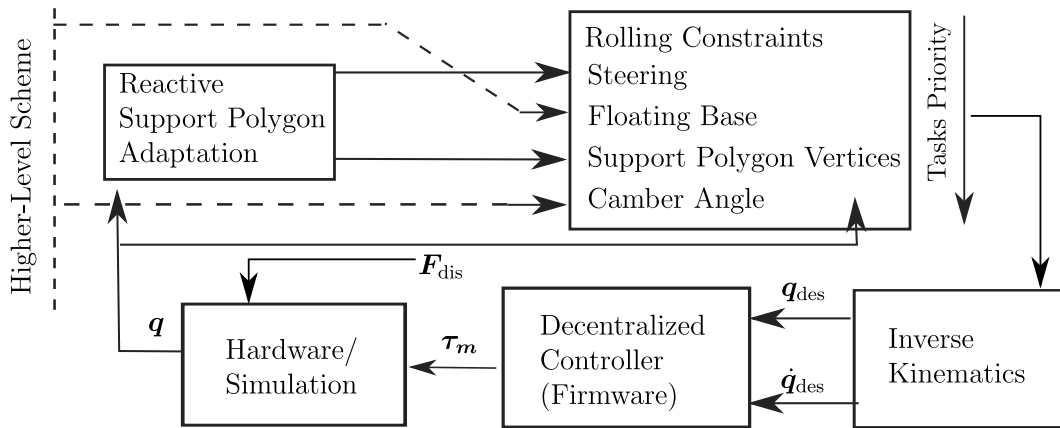 Higher-Level Scheme
Reactive
Support Polygon
Adaptation
Rolling Constraints
Steering
Floating Base
Support Polygon Vertices
Camber Angle
Tasks Priority
F_dis
q
Hardware/
Simulation
τ_m
Decentralized
Controller
(Firmware)
q_des
q̇_des
Inverse
Kinematics